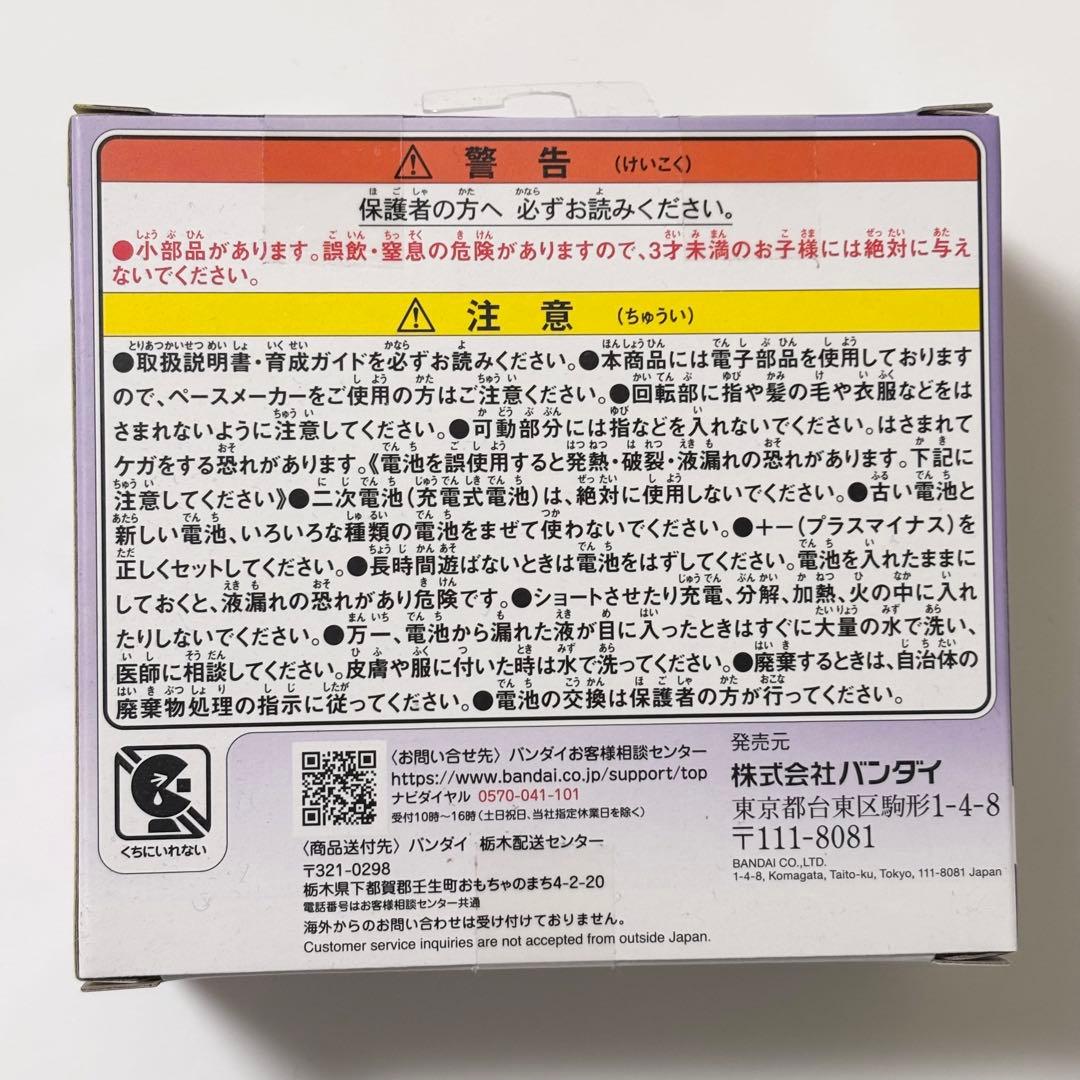 警告 (けいこく)
保護者の方へ 必ずお読みください。
●小部品があります。誤飲・窒息の危険がありますので、3才未満のお子様には絶対に与え
ないでください。
注意 (ちゅうい)
●取扱説明書・育成ガイドを必ずお読みください。●本商品には電子部品を使用しております
ので、ペースメーカーをご使用の方はご注意ください。●回転部に指や髪の毛や衣服などをは
さまれないように注意してください。●可動部分には指などを入れないでください。はさまれて
ケガをする恐れがあります。《電池を誤使用すると発熱・破裂・液漏れの恐れがあります。下記に
注意してください》●二次電池(充電式電池)は、絶対に使用しないでください。●古い電池と
新しい電池、いろいろな種類の電池をまぜて使わないでください。●+−(プラスマイナス)を
正しくセットしてください。●長時間遊ばないときは電池をはずしてください。電池を入れたままに
しておくと、液漏れの恐れがあり危険です。●ショートさせたり充電、分解、加熱、火の中に入れ
たりしないでください。●万一、電池から漏れた液が目に入ったときはすぐに大量の水で洗い、
医師に相談してください。皮膚や服に付いた時は水で洗ってください。●廃棄するときは、自治体の
廃棄物処理の指示に従ってください。●電池の交換は保護者の方が行ってください。
くちにいれない
〈お問い合せ先〉バンダイお客様相談センター
https://www.bandai.co.jp/support/top
ナビダイヤル 0570-041-101
受付10時〜16時(土日祝日、当社指定休業日を除く)
〈商品送付先〉バンダイ 栃木配送センター
〒321-0298
栃木県下都賀郡壬生町おもちゃのまち4-2-20
電話番号はお客様相談センター共通
海外からのお問い合わせは受け付けておりません。
Customer service inquiries are not accepted from outside Japan.
発売元
株式会社バンダイ
東京都台東区駒形1-4-8
〒111-8081
BANDAI CO.,LTD.
1-4-8, Komagata, Taito-ku, Tokyo, 111-8081 Japan